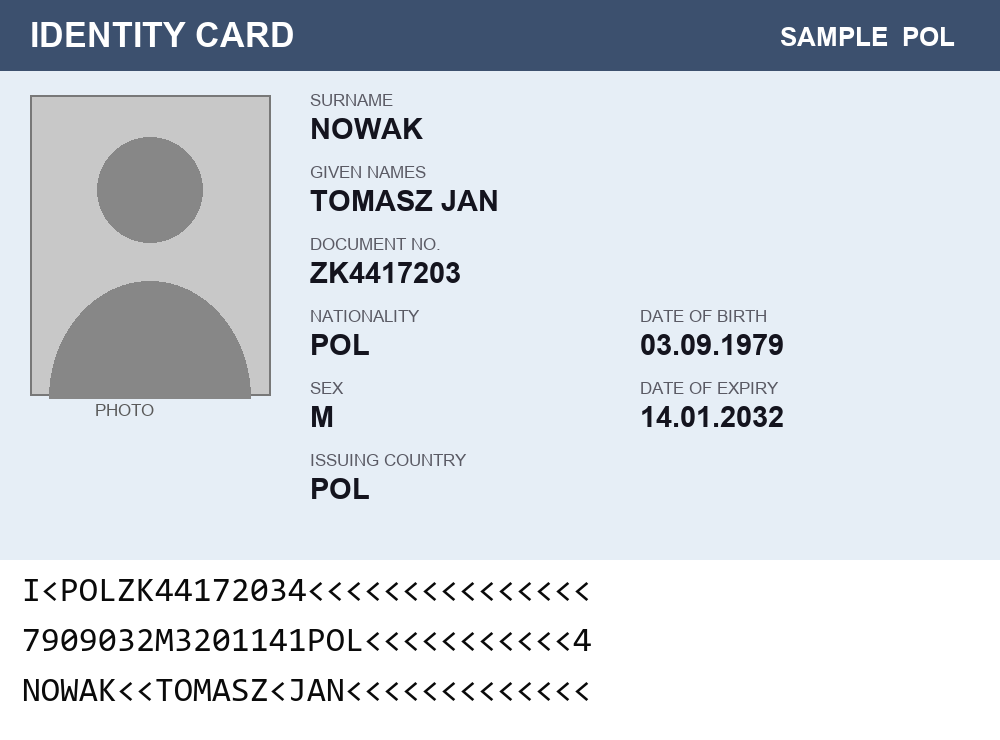 IDENTITY CARD
SAMPLE POL
SURNAME
NOWAK
GIVEN NAMES
TOMASZ JAN
DOCUMENT NO.
ZK4417203
NATIONALITY
POL
DATE OF BIRTH
03.09.1979
SEX
M
DATE OF EXPIRY
14.01.2032
ISSUING COUNTRY
POL
PHOTO
I<POLZK44172034<<<<<<<<<<<<<<<
7909032M3201141POL<<<<<<<<<<<4
NOWAK<<TOMASZ<JAN<<<<<<<<<<<<<